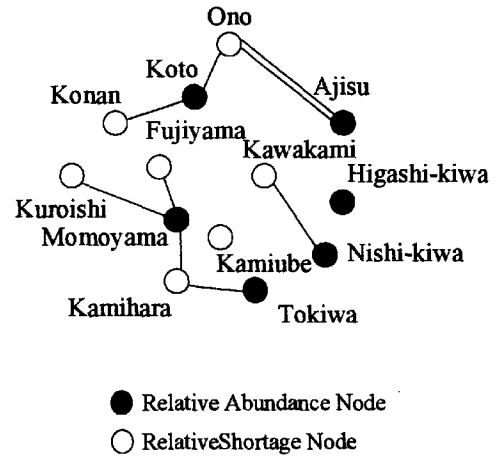 Ono
Koto
Ajisu
Konan
Fujiyama
Kawakami
Higashi-kiwa
Kuroishi
Momoyama
Kamiube
Nishi-kiwa
Kamihara
Tokiwa
Relative Abundance Node
RelativeShortage Node